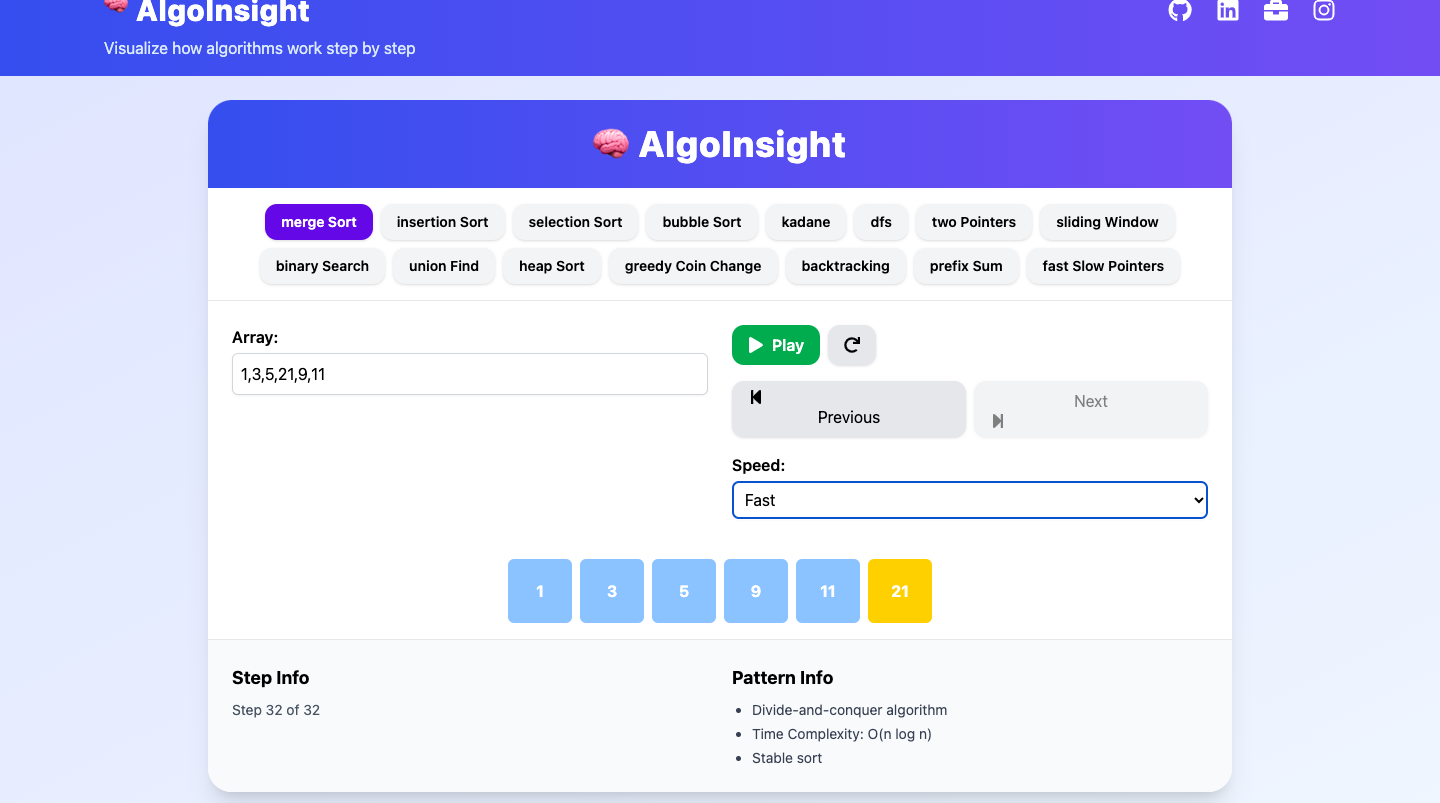 🧠 AlgoInsight
Visualize how algorithms work step by step
🧠 AlgoInsight
merge Sort insertion Sort selection Sort bubble Sort kadane dfs two Pointers sliding Window
binary Search union Find heap Sort greedy Coin Change backtracking prefix Sum fast Slow Pointers
Array:
1,3,5,21,9,11
Play
Previous
Next
Speed:
Fast
1 3 5 9 11 21
Step Info
Step 32 of 32
Pattern Info
• Divide-and-conquer algorithm
• Time Complexity: O(n log n)
• Stable sort